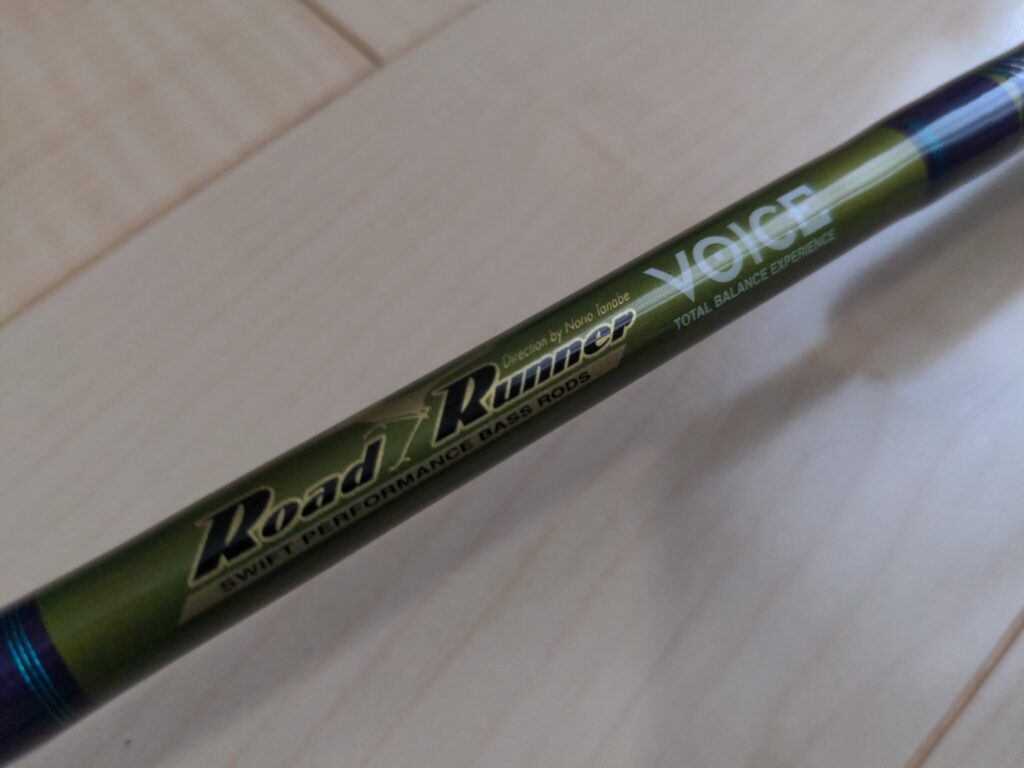 Road Runner
Direction by Norio Tanabe
SWIFT PERFORMANCE BASS RODS
VOICE
TOTAL BALANCE EXPERIENCE